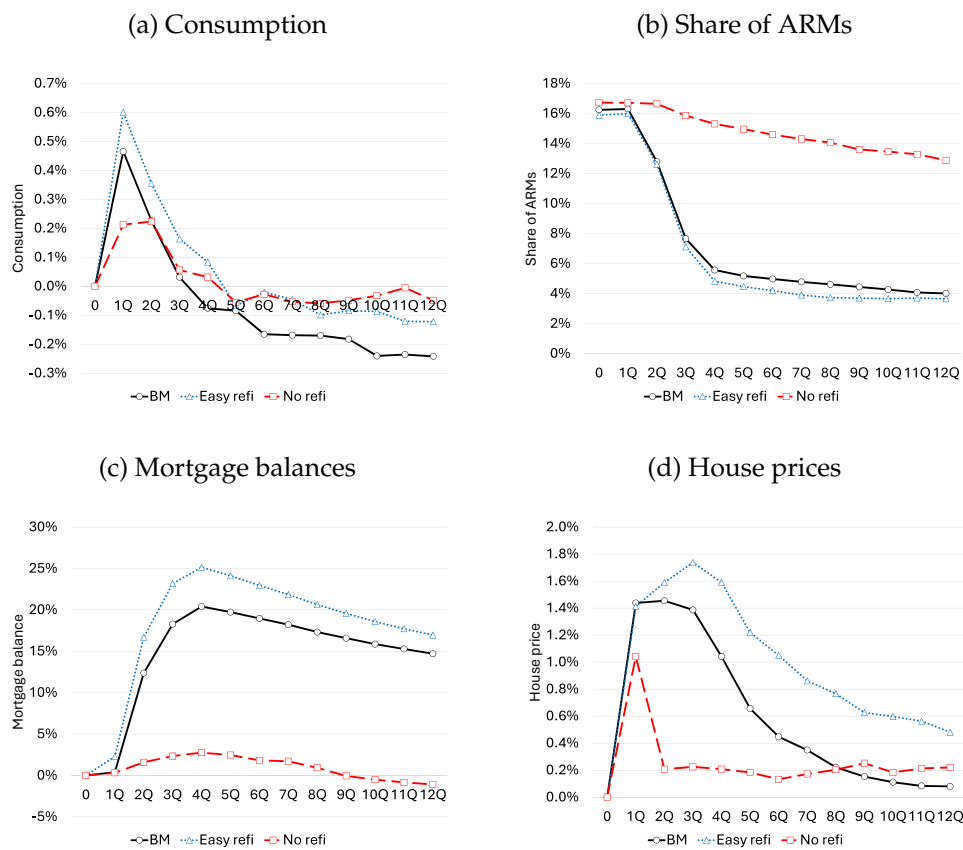 (a) Consumption
0.7%
0.6%
0.5%
0.4%
0.3%
0.2%
0.1%
0.0%
-0.1%
-0.2%
-0.3%
Consumption
0 1Q 2Q 3Q 4Q 5Q 6Q 7Q 8Q 9Q 10Q 11Q 12Q
BM Easy refi No refi
(b) Share of ARMs
18%
16%
14%
12%
10%
8%
6%
4%
2%
0%
Share of ARMs
0 1Q 2Q 3Q 4Q 5Q 6Q 7Q 8Q 9Q 10Q 11Q 12Q
BM Easy refi No refi
(c) Mortgage balances
30%
25%
20%
15%
10%
5%
0%
-5%
Mortgage balance
0 1Q 2Q 3Q 4Q 5Q 6Q 7Q 8Q 9Q 10Q 11Q 12Q
BM Easy refi No refi
(d) House prices
2.0%
1.8%
1.6%
1.4%
1.2%
1.0%
0.8%
0.6%
0.4%
0.2%
0.0%
House price
0 1Q 2Q 3Q 4Q 5Q 6Q 7Q 8Q 9Q 10Q 11Q 12Q
BM Easy refi No refi